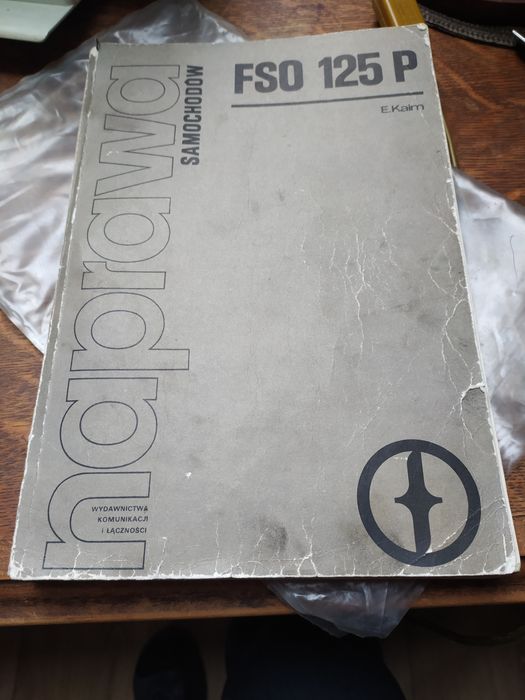 naprawa
SAMOCHODÓW
FSO 125 P
E.Kaim
WYDAWNICTWA
KOMUNIKACJI
i ŁĄCZNOŚCI